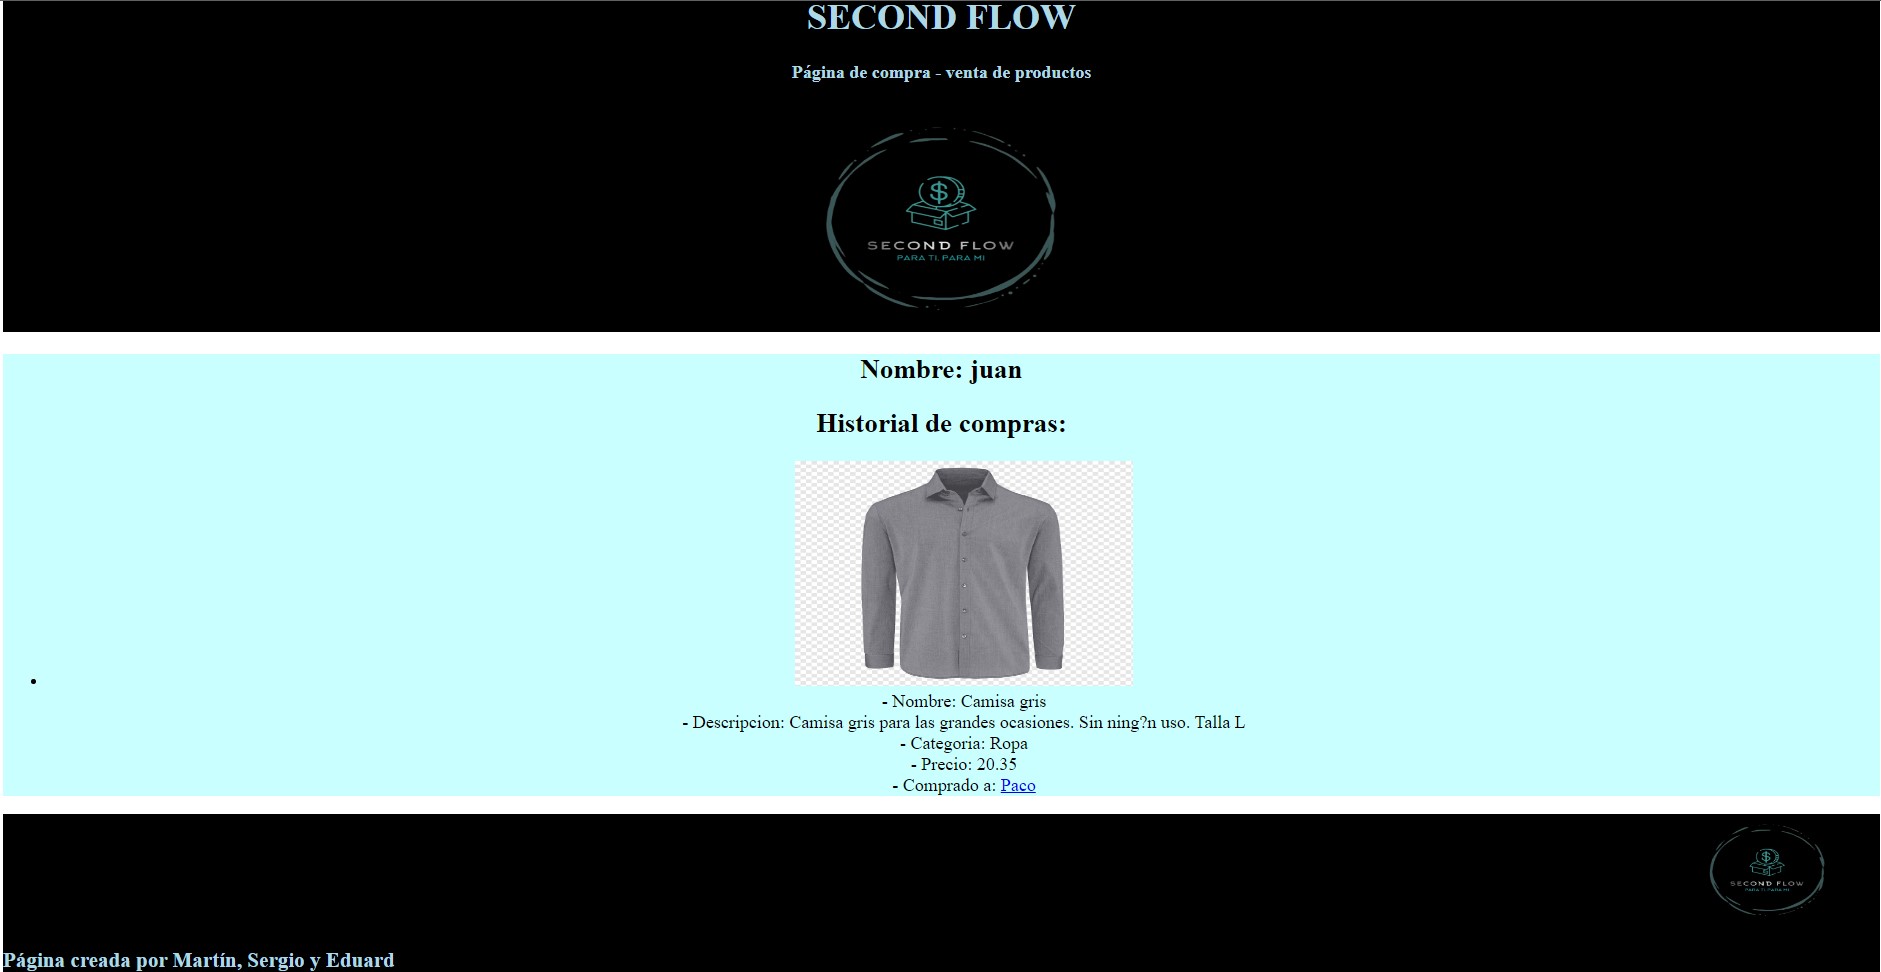 SECOND FLOW
Página de compra - venta de productos
$
SECOND FLOW
PARA TI, PARA MI
Nombre: juan
Historial de compras:
- Nombre: Camisa gris
- Descripcion: Camisa gris para las grandes ocasiones. Sin ning?n uso. Talla L
- Categoria: Ropa
- Precio: 20.35
- Comprado a: Paco
$
SECOND FLOW
PARA TI, PARA MI
Página creada por Martín, Sergio y Eduard